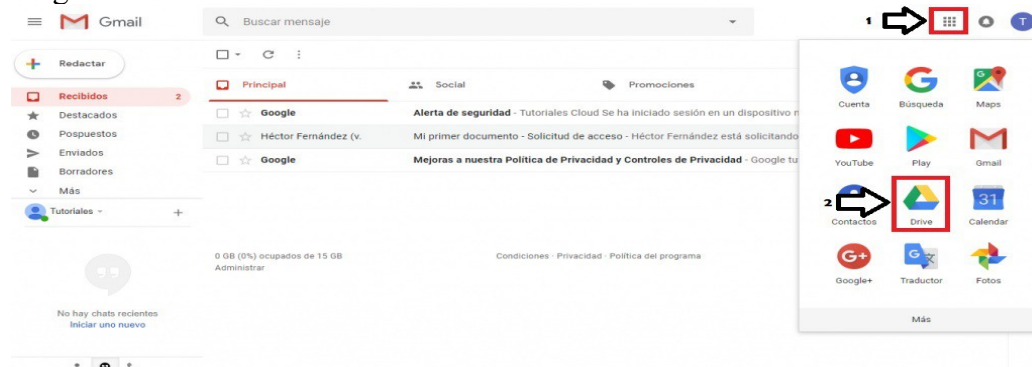 Gmail
Buscar mensaje
1
T
Redactar
Recibidos 2
Destacados
Pospuestos
Enviados
Borradores
Más
Tutoriales
No hay chats recientes
Iniciar uno nuevo
Principal
Social
Promociones
Google Alerta de seguridad - Tutoriales Cloud Se ha iniciado sesión en un dispositivo
Héctor Fernández (v. Mi primer documento - Solicitud de acceso - Héctor Fernández está solicitando
Google Mejoras a nuestra Política de Privacidad y Controles de Privacidad - Google tu
0 GB (0%) ocupados de 15 GB
Administrar
Condiciones · Privacidad · Política del programa
Cuenta Búsqueda Maps
YouTube Play Gmail
2
31
Contactos Drive Calendar
G+
Google+ Traductor Fotos
Más